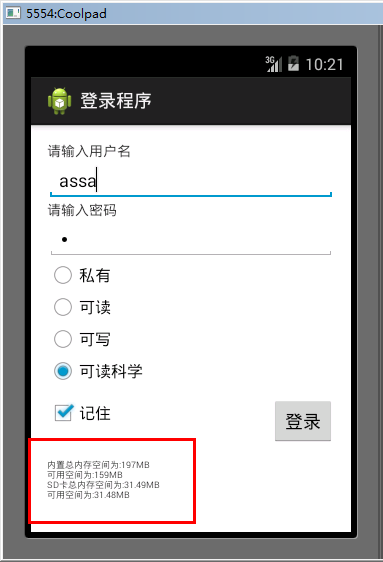 5554:Coolpad
3G 10:21
登录程序
请输入用户名
assa
请输入密码
•
私有
可读
可写
可读科学
记住
登录
内置总内存空间为:197MB
可用空间为:159MB
SD卡总内存空间为:31.49MB
可用空间为:31.48MB